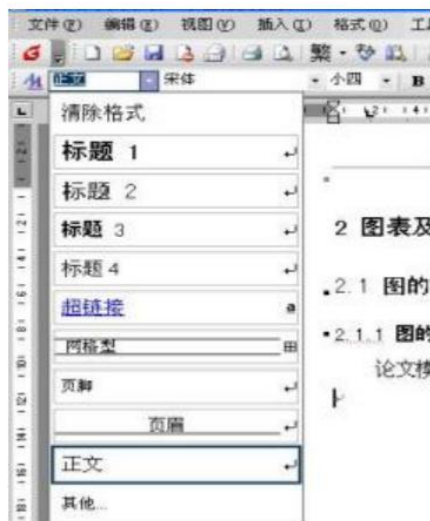 文件(F) 编辑(E) 视图(V) 插入(I) 格式(O) 工
繁
正文 宋体 小四 B
清除格式
标题 1
标题 2
标题 3
标题 4
超链接 a
网格型
页脚
页眉
正文
其他...
2 图表及
2.1 图的
2.1.1 图的
论文模